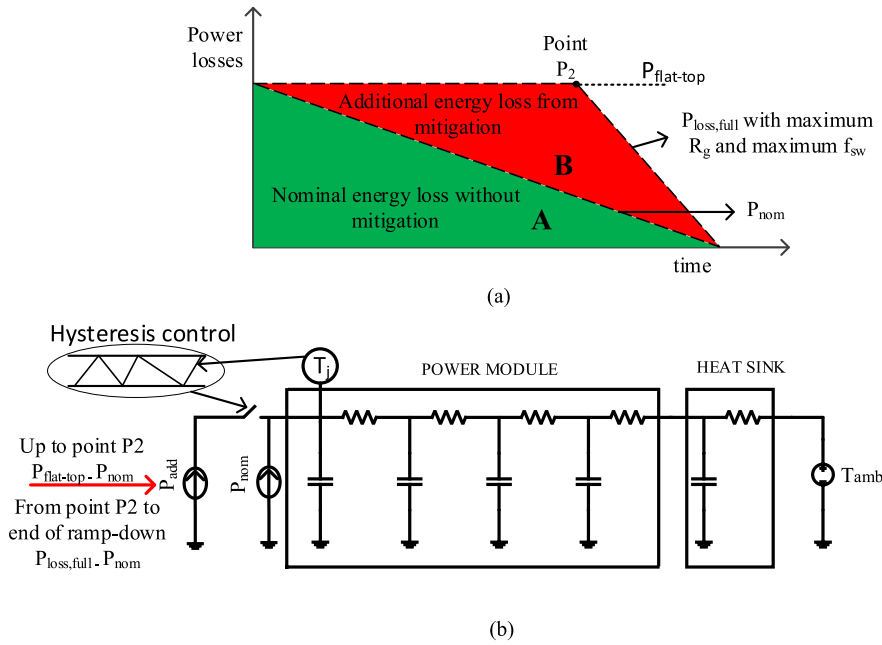 Power
losses
Point
P2
Pflat-top
Additional energy loss from
mitigation
Ploss,full with maximum
Rg and maximum fsw
B
Nominal energy loss without
mitigation
A
Pnom
time
(a)
Hysteresis control
Tj
POWER MODULE
HEAT SINK
Up to point P2
Pflat-top - Pnom
From point P2 to
end of ramp-down
Ploss,full - Pnom
Padd
Pnom
Tamb
(b)